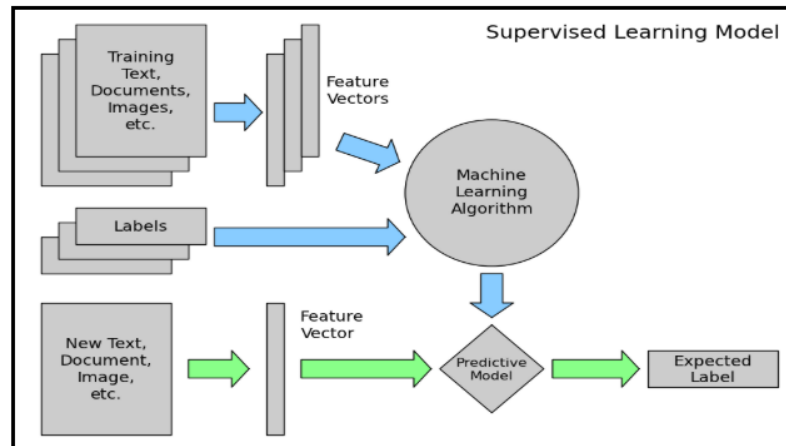 Supervised Learning Model
Training
Text,
Documents,
Images,
etc.
Feature
Vectors
Machine
Learning
Algorithm
Labels
New Text,
Document,
Image,
etc.
Feature
Vector
Predictive
Model
Expected
Label